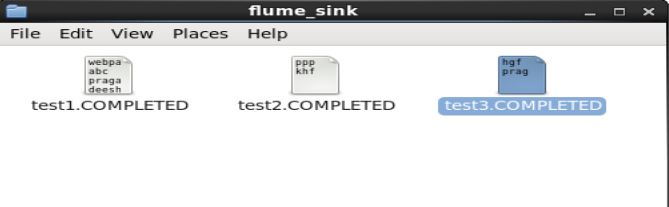 flume_sink
File Edit View Places Help
webpa
abc
praga
deesh
test1.COMPLETED
ppp
khf
test2.COMPLETED
hgf
prag
test3.COMPLETED